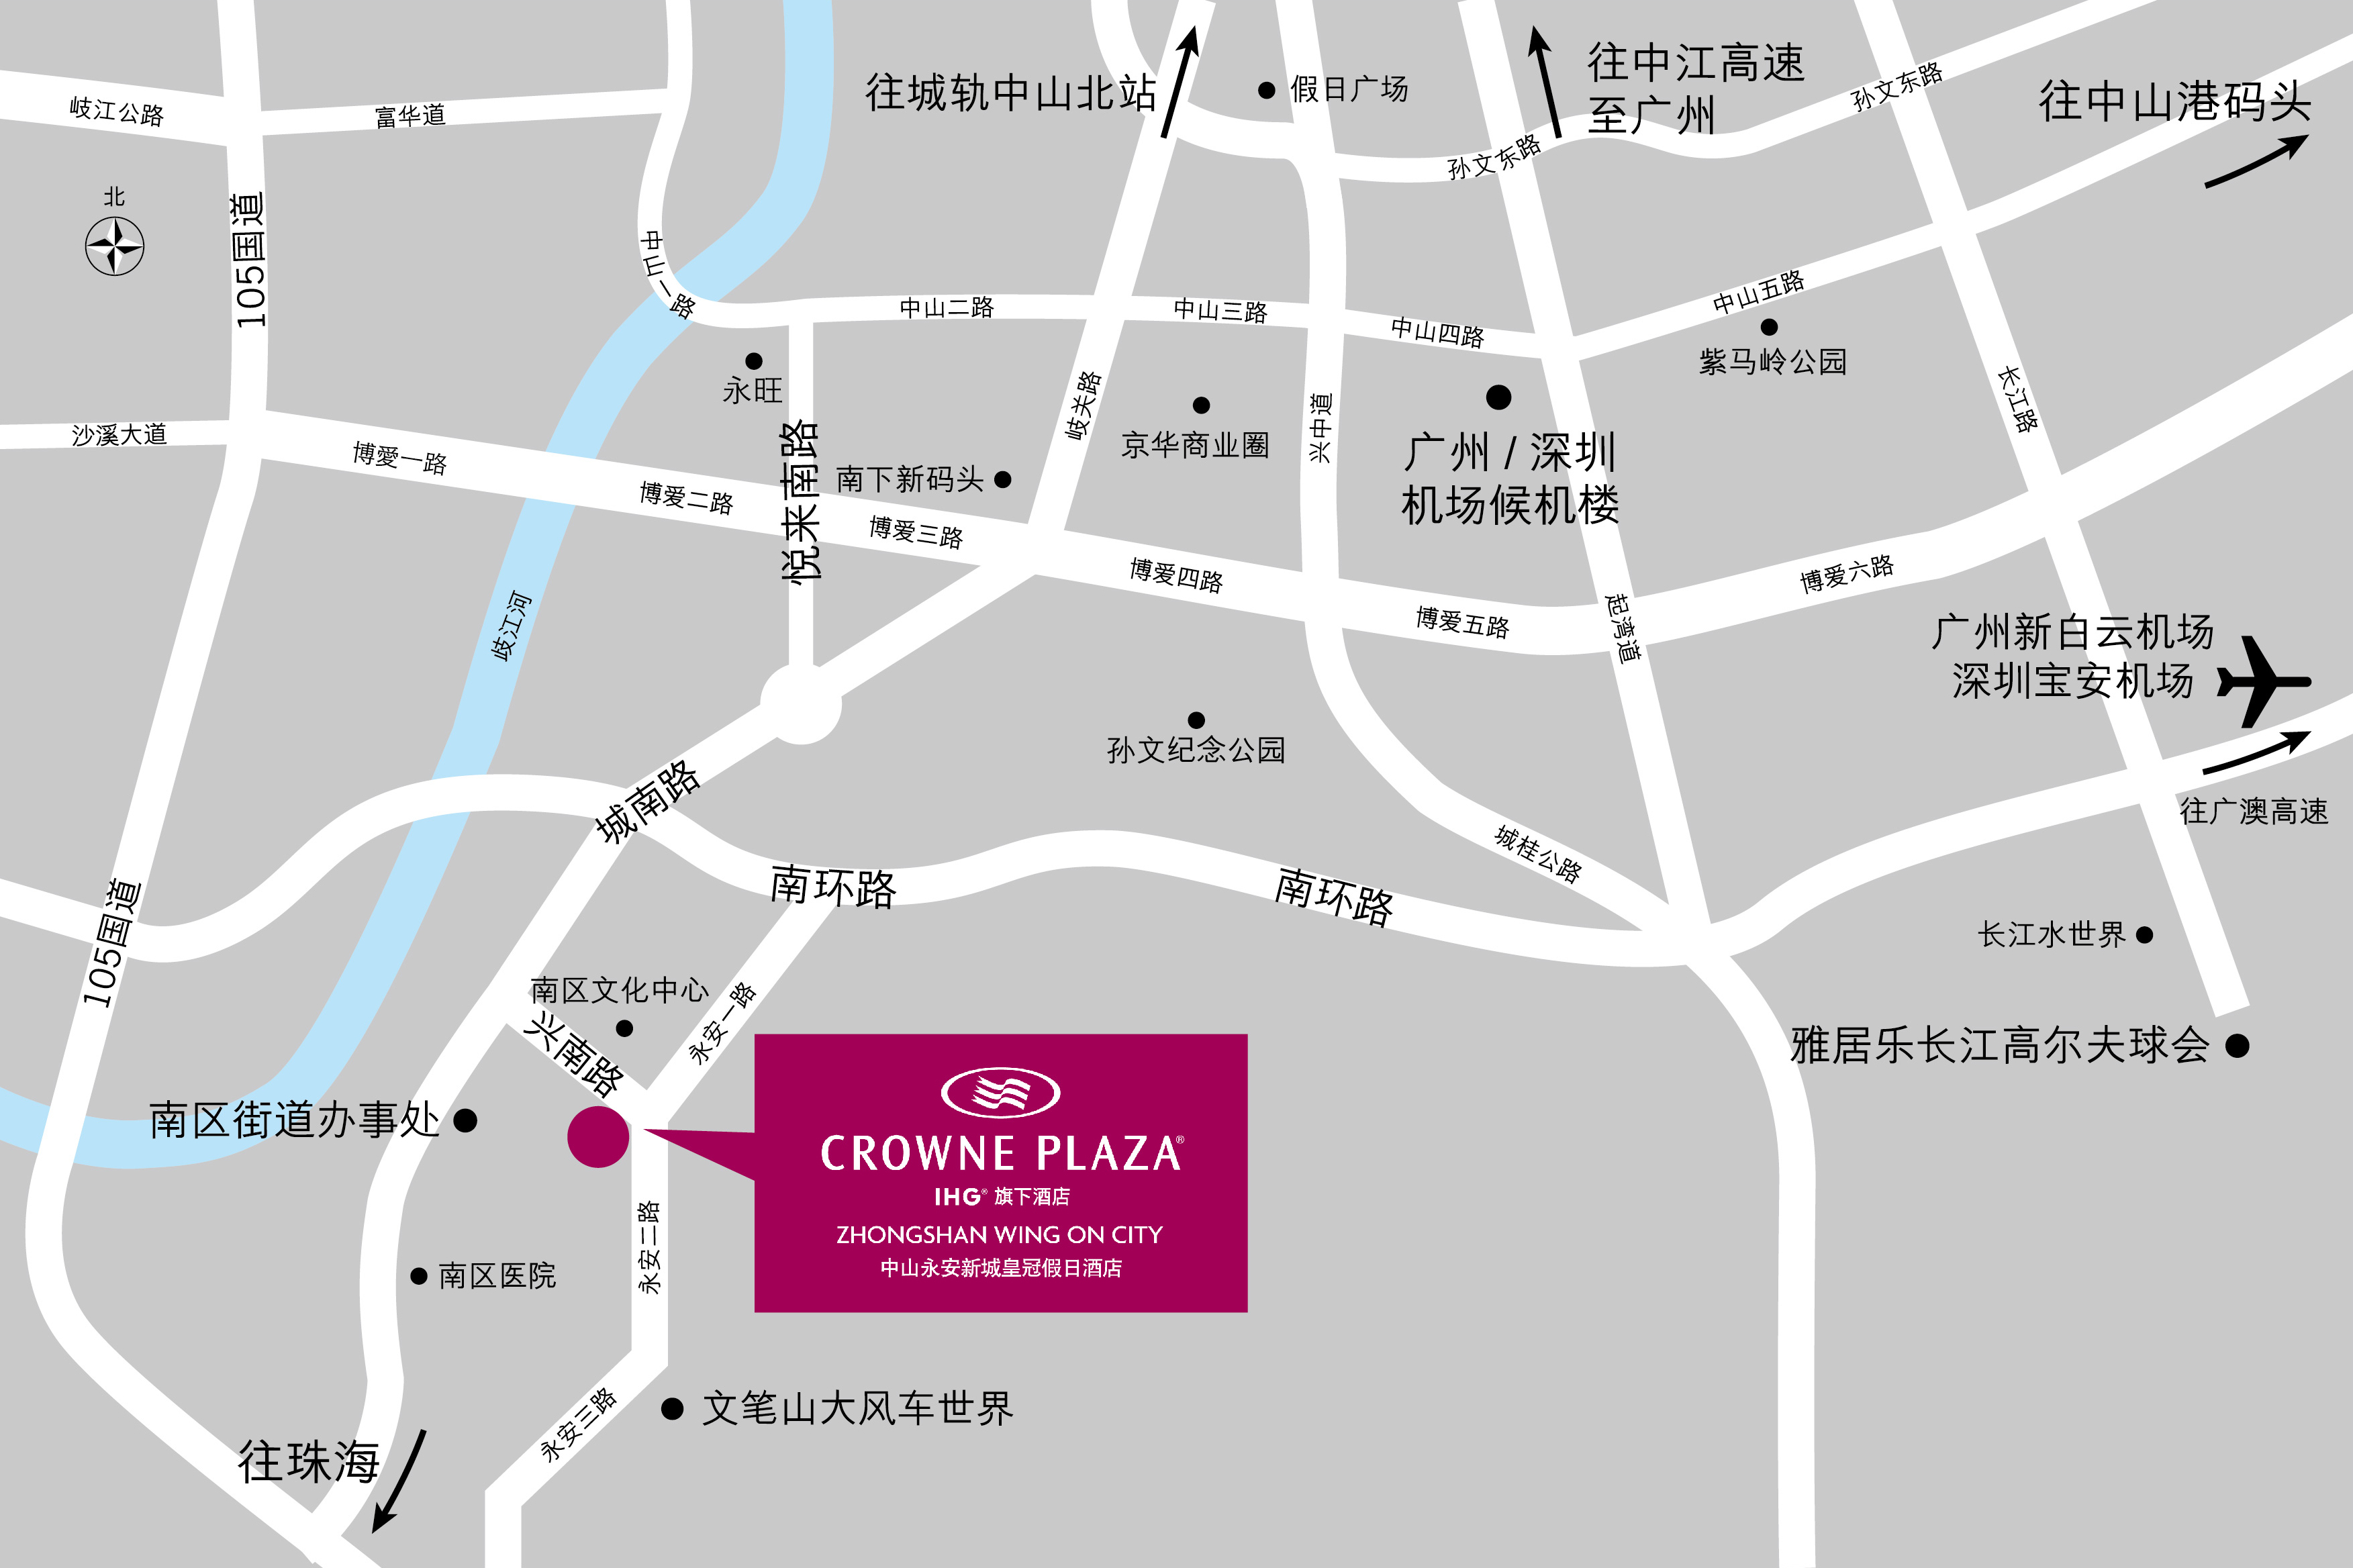 往中江高速
至广州
孙文东路
往城轨中山北站
假日广场
往中山港码头
岐江公路
富华道
孙文东路
北
105国道
中山一路
中山二路
中山三路
中山四路
中山五路
紫马岭公园
永旺
岐关路
京华商业圈
兴中道
长江路
沙溪大道
博愛一路
博爱二路
悦来南路
南下新码头
博爱三路
广州 / 深圳
机场候机楼
博爱四路
博爱五路
博爱六路
起湾道
岐江河
广州新白云机场
深圳宝安机场
孙文纪念公园
往广澳高速
城南路
南环路
南环路
城桂公路
105国道
长江水世界
南区文化中心
永安一路
兴南路
雅居乐长江高尔夫球会
南区街道办事处
CROWNE PLAZA®
IHG® 旗下酒店
ZHONGSHAN WING ON CITY
中山永安新城皇冠假日酒店
永安二路
南区医院
文笔山大风车世界
永安三路
往珠海